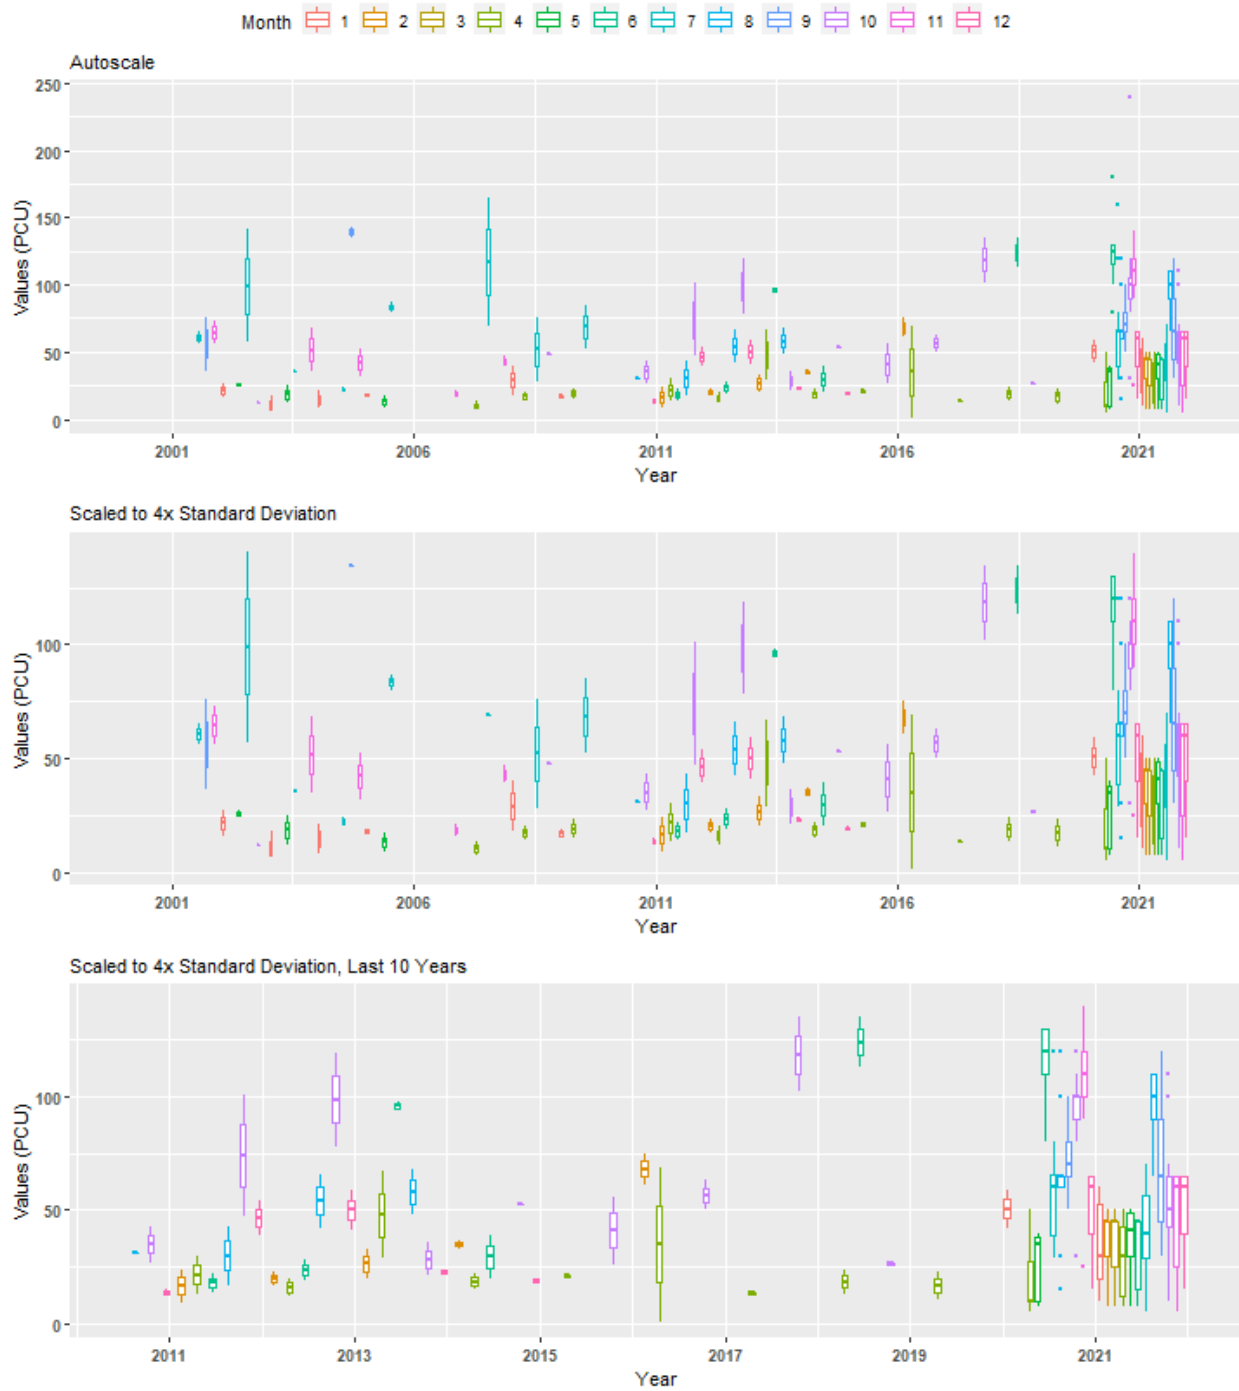 Month 1 2 3 4 5 6 7 8 9 10 11 12
Autoscale
250
200
150
100
50
0
Values (PCU)
2001 2006 2011 2016 2021
Year
Scaled to 4x Standard Deviation
100
50
0
Values (PCU)
2001 2006 2011 2016 2021
Year
Scaled to 4x Standard Deviation, Last 10 Years
100
50
0
Values (PCU)
2011 2013 2015 2017 2019 2021
Year